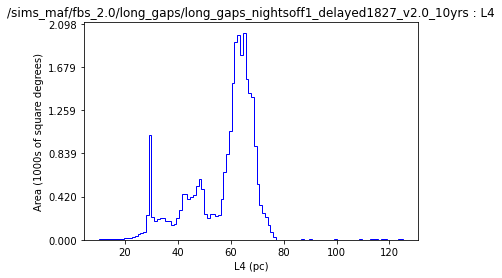 /sims_maf/fbs_2.0/long_gaps/long_gaps_nightsoff1_delayed1827_v2.0_10yrs : L4
2.098
1.679
1.259
0.839
0.420
0.000
Area (1000s of square degrees)
20 40 60 80 100 120
L4 (pc)